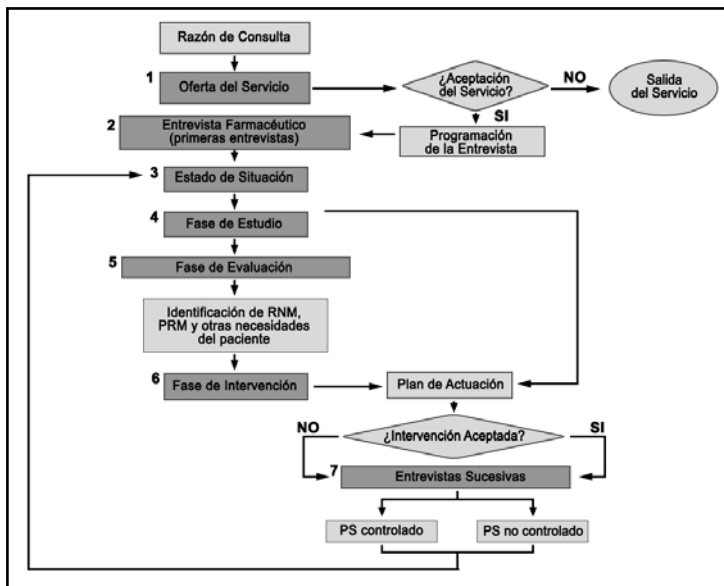 Razón de Consulta
1
Oferta del Servicio
¿Aceptación
del Servicio?
NO
Salida
del Servicio
SI
2
Entrevista Farmacéutico
(primeras entrevistas)
Programación
de la Entrevista
3
Estado de Situación
4
Fase de Estudio
5
Fase de Evaluación
Identificación de RNM,
PRM y otras necesidades
del paciente
6
Fase de Intervención
Plan de Actuación
NO
¿Intervención Aceptada?
SI
7
Entrevistas Sucesivas
PS controlado
PS no controlado